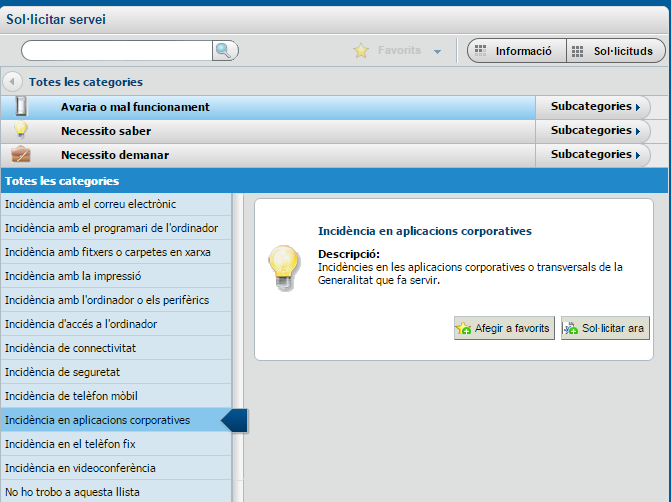 Sol·licitar servei
Favorits
Informació
Sol·licituds
Totes les categories
Avaria o mal funcionament
Subcategories
Necessito saber
Subcategories
Necessito demanar
Subcategories
Totes les categories
Incidència amb el correu electrònic
Incidència amb el programari de l'ordinador
Incidència amb fitxers o carpetes en xarxa
Incidència amb la impressió
Incidència amb l'ordinador o els perifèrics
Incidència d'accés a l'ordinador
Incidència de connectivitat
Incidència de seguretat
Incidència de telèfon mòbil
Incidència en aplicacions corporatives
Incidència en el telèfon fix
Incidència en videoconferència
No ho trobo a aquesta llista
Incidència en aplicacions corporatives
Descripció:
Incidències en les aplicacions corporatives o transversals de la
Generalitat que fa servir.
Afegir a favorits
Sol·licitar ara